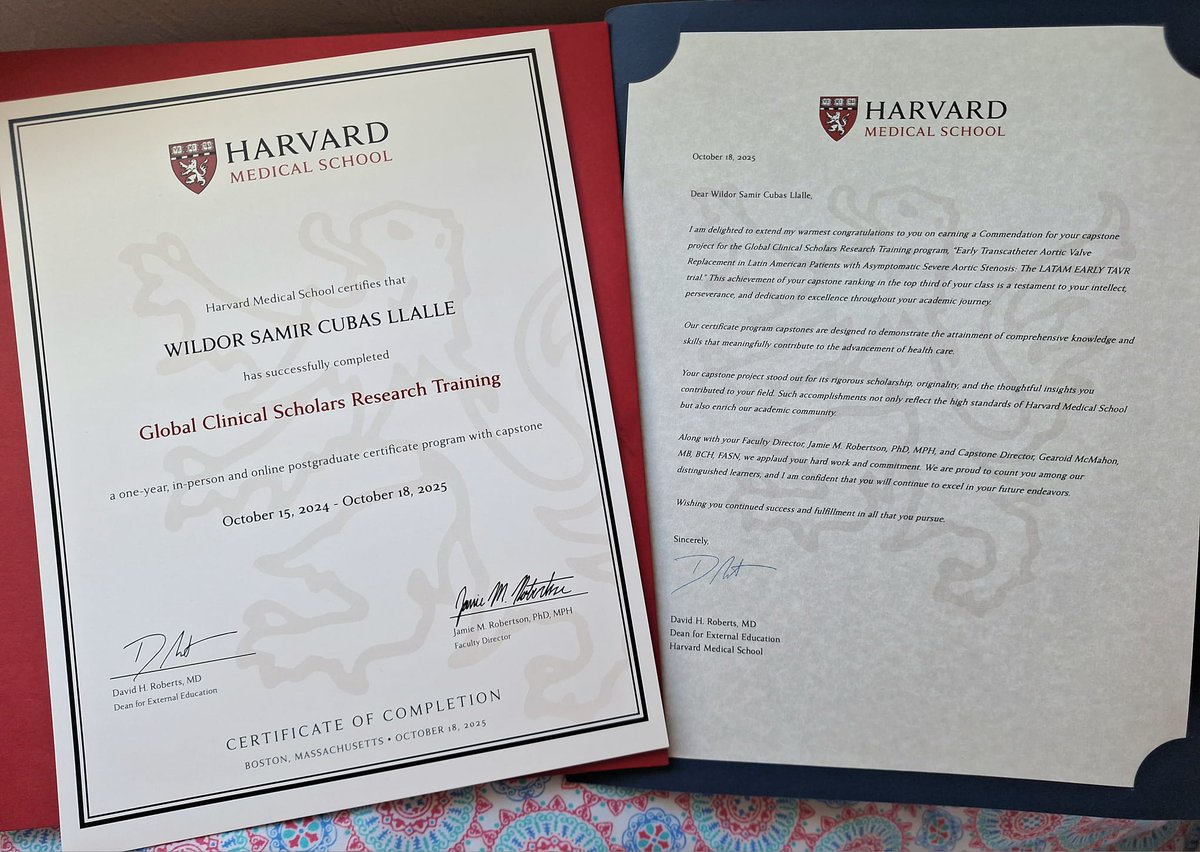 HARVARD
MEDICAL SCHOOL
Harvard Medical School certifies that
WILDOR SAMIR CUBAS LLALLE
has successfully completed
Global Clinical Scholars Research Training
a one-year, in-person and online postgraduate certificate program with capstone
October 15, 2024 - October 18, 2025
David H. Roberts, MD
Dean for External Education
Jamie M. Robertson
Jamie M. Robertson, PhD, MPH
Faculty Director
CERTIFICATE OF COMPLETION
BOSTON, MASSACHUSETTS • OCTOBER 18, 2025
HARVARD
MEDICAL SCHOOL
October 18, 2025
Dear Wildor Samir Cubas Llalle,
I am delighted to extend my warmest congratulations to you on earning a Commendation for your capstone
project for the Global Clinical Scholars Research Training program, "Early Transcatheter Aortic Valve
Replacement in Latin American Patients with Asymptomatic Severe Aortic Stenosis: The LATAM EARLY TAVR
trial." This achievement of your capstone ranking in the top third of your class is a testament to your intellect,
perseverance, and dedication to excellence throughout your academic journey.
Our certificate program capstones are designed to demonstrate the attainment of comprehensive knowledge and
skills that meaningfully contribute to the advancement of health care.
Your capstone project stood out for its rigorous scholarship, originality, and the thoughtful insights you
contributed to your field. Such accomplishments not only reflect the high standards of Harvard Medical School
but also enrich our academic community.
Along with your Faculty Director, Jamie M. Robertson, PhD, MPH, and Capstone Director, Gearoid McMahon,
MB, BCH, FASN, we applaud your hard work and commitment. We are proud to count you among our
distinguished learners, and I am confident that you will continue to excel in your future endeavors.
Wishing you continued success and fulfillment in all that you pursue.
Sincerely,
David H. Roberts, MD
Dean for External Education
Harvard Medical School